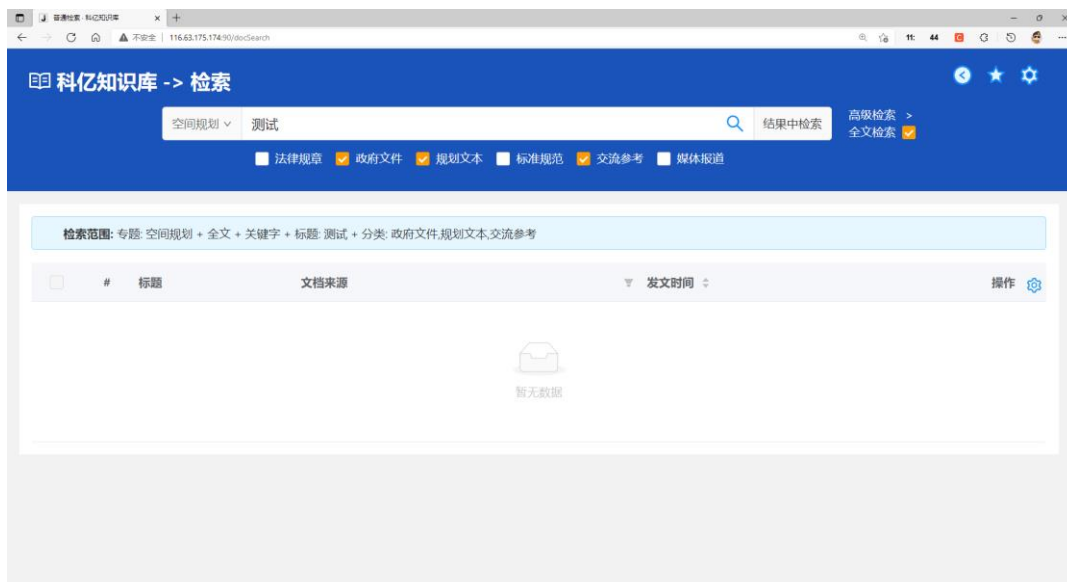 普通检索 · 科亿知识库
不安全 | 116.63.175.174:90/docSearch
科亿知识库 -> 检索
空间规划 测试 结果中检索 高级检索 >
全文检索
法律规章 政府文件 规划文本 标准规范 交流参考 媒体报道
检索范围: 专题: 空间规划 + 全文 + 关键字 + 标题: 测试 + 分类: 政府文件,规划文本,交流参考
# 标题 文档来源 发文时间 操作
暂无数据